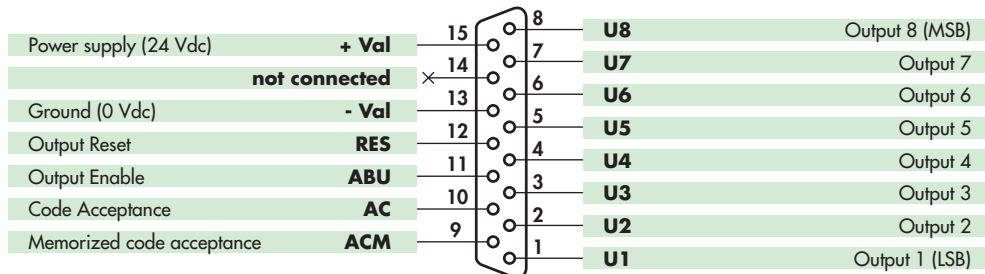 8 U8 Output 8 (MSB)
Power supply (24 Vdc) + Val 15
7 U7 Output 7
not connected 14
6 U6 Output 6
Ground (0 Vdc) - Val 13
5 U5 Output 5
Output Reset RES 12
4 U4 Output 4
Output Enable ABU 11
3 U3 Output 3
Code Acceptance AC 10
2 U2 Output 2
Memorized code acceptance ACM 9
1 U1 Output 1 (LSB)